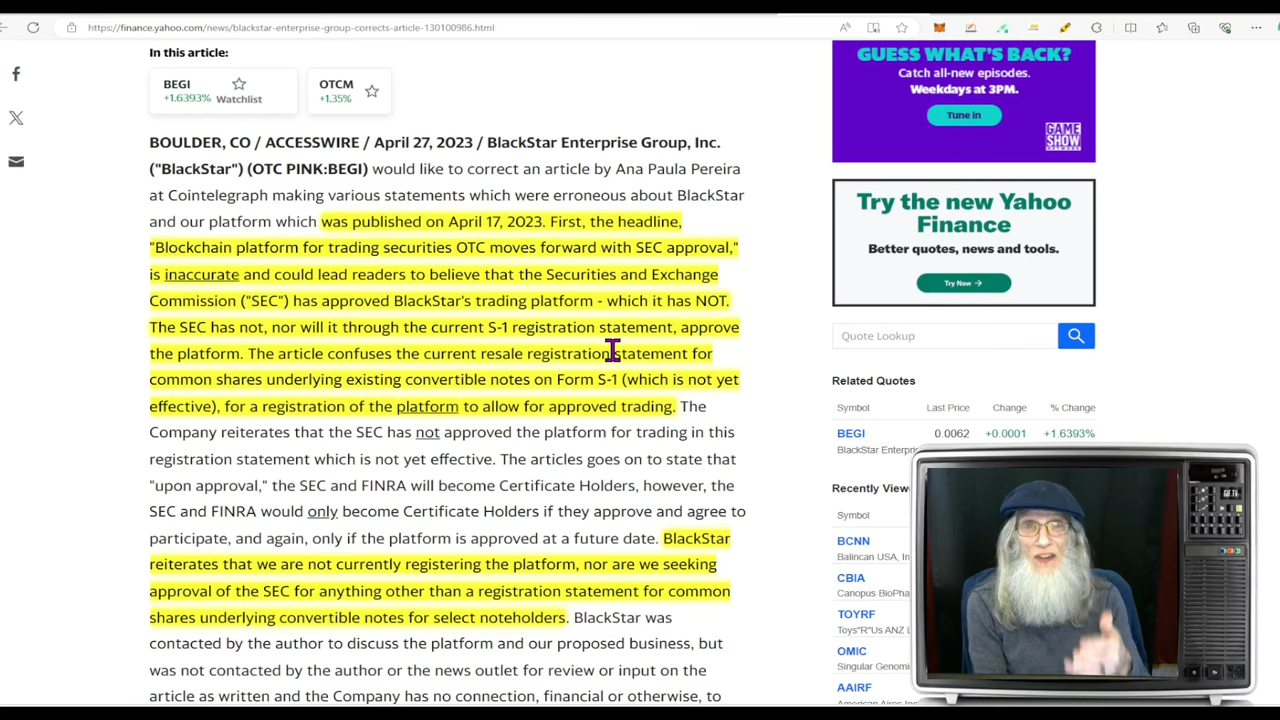 https://finance.yahoo.com/news/blackstar-enterprise-group-corrects-article-130100986.html
In this article:
BEGI
+1.6393%
Watchlist
OTCM
+1.35%
BOULDER, CO / ACCESSWIRE / April 27, 2023 / BlackStar Enterprise Group, Inc.
("BlackStar") (OTC PINK:BEGI) would like to correct an article by Ana Paula Pereira
at Cointelegraph making various statements which were erroneous about BlackStar
and our platform which was published on April 17, 2023. First, the headline,
"Blockchain platform for trading securities OTC moves forward with SEC approval,"
is inaccurate and could lead readers to believe that the Securities and Exchange
Commission ("SEC") has approved BlackStar's trading platform - which it has NOT.
The SEC has not, nor will it through the current S-1 registration statement, approve
the platform. The article confuses the current resale registration statement for
common shares underlying existing convertible notes on Form S-1 (which is not yet
effective), for a registration of the platform to allow for approved trading. The
Company reiterates that the SEC has not approved the platform for trading in this
registration statement which is not yet effective. The articles goes on to state that
"upon approval," the SEC and FINRA will become Certificate Holders, however, the
SEC and FINRA would only become Certificate Holders if they approve and agree to
participate, and again, only if the platform is approved at a future date. BlackStar
reiterates that we are not currently registering the platform, nor are we seeking
approval of the SEC for anything other than a registration statement for common
shares underlying convertible notes for select noteholders. BlackStar was
contacted by the author to discuss the platform and our proposed business, but
was not contacted by the author or the news outlet for review or input on the
article as written and the Company has no connection, financial or otherwise, to
GUESS WHAT'S BACK?
Catch all-new episodes.
Weekdays at 3PM.
Tune in
GAME
SHOW
NETWORK
Try the new Yahoo
Finance
Better quotes, news and tools.
Try Now →
Quote Lookup
Related Quotes
Symbol Last Price Change % Change
BEGI 0.0062 +0.0001 +1.6393%
BlackStar Enterpris
Recently View
Symbol
BCNN
Balincan USA, In
CBIA
Canopus BioPha
TOYRF
Toys"R"Us ANZ L
OMIC
Singular Genomi
AAIRF
American Aires Inc
GIF.TV